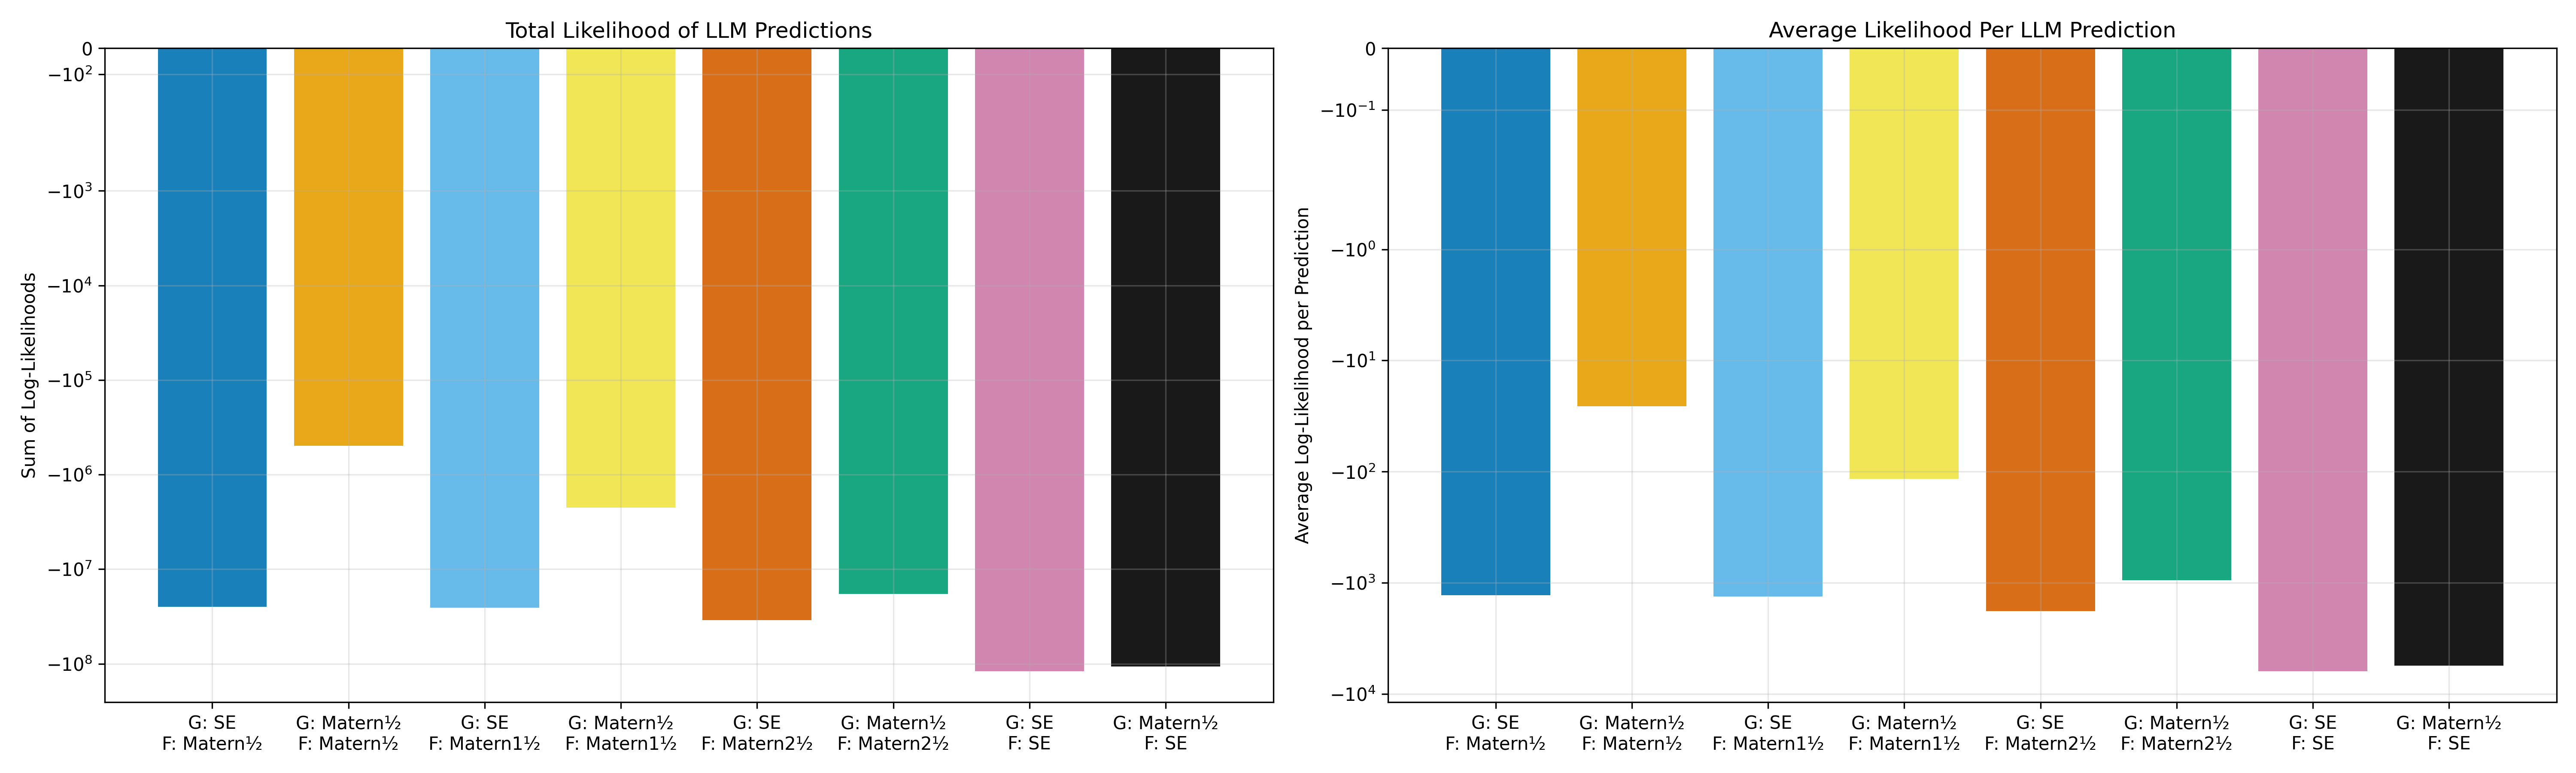 Total Likelihood of LLM Predictions
Sum of Log-Likelihoods
0
−10²
−10³
−10⁴
−10⁵
−10⁶
−10⁷
−10⁸
G: SE
F: Matern½
G: Matern½
F: Matern½
G: SE
F: Matern1½
G: Matern½
F: Matern1½
G: SE
F: Matern2½
G: Matern½
F: Matern2½
G: SE
F: SE
G: Matern½
F: SE
Average Likelihood Per LLM Prediction
Average Log-Likelihood per Prediction
0
−10⁻¹
−10⁰
−10¹
−10²
−10³
−10⁴
G: SE
F: Matern½
G: Matern½
F: Matern½
G: SE
F: Matern1½
G: Matern½
F: Matern1½
G: SE
F: Matern2½
G: Matern½
F: Matern2½
G: SE
F: SE
G: Matern½
F: SE